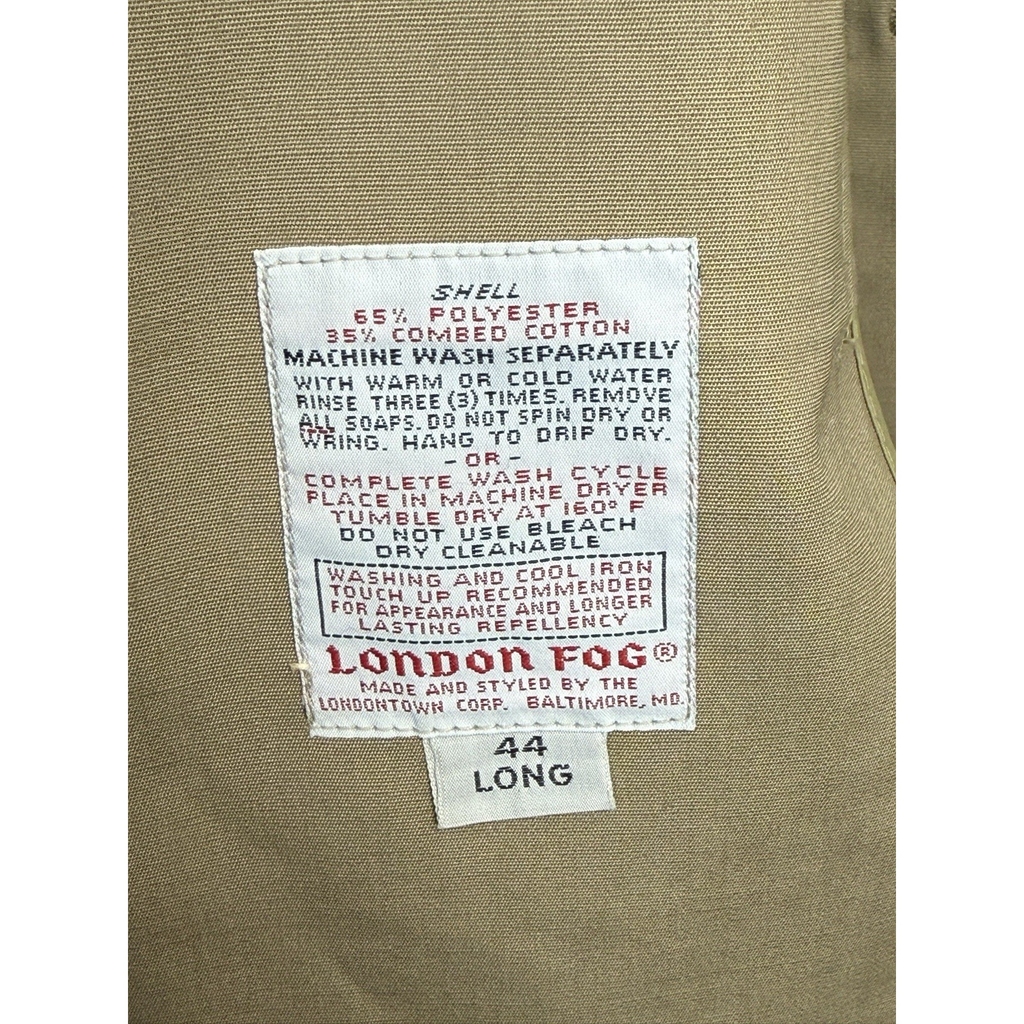 SHELL
65% POLYESTER
35% COMBED COTTON
MACHINE WASH SEPARATELY
WITH WARM OR COLD WATER
RINSE THREE (3) TIMES. REMOVE
ALL SOAPS. DO NOT SPIN DRY OR
WRING. HANG TO DRIP DRY.
- OR -
COMPLETE WASH CYCLE
PLACE IN MACHINE DRYER
TUMBLE DRY AT 160° F
DO NOT USE BLEACH
DRY CLEANABLE
WASHING AND COOL IRON
TOUCH UP RECOMMENDED
FOR APPEARANCE AND LONGER
LASTING REPELLENCY
LONDON FOG®
MADE AND STYLED BY THE
LONDONTOWN CORP. BALTIMORE, MD.
44
LONG